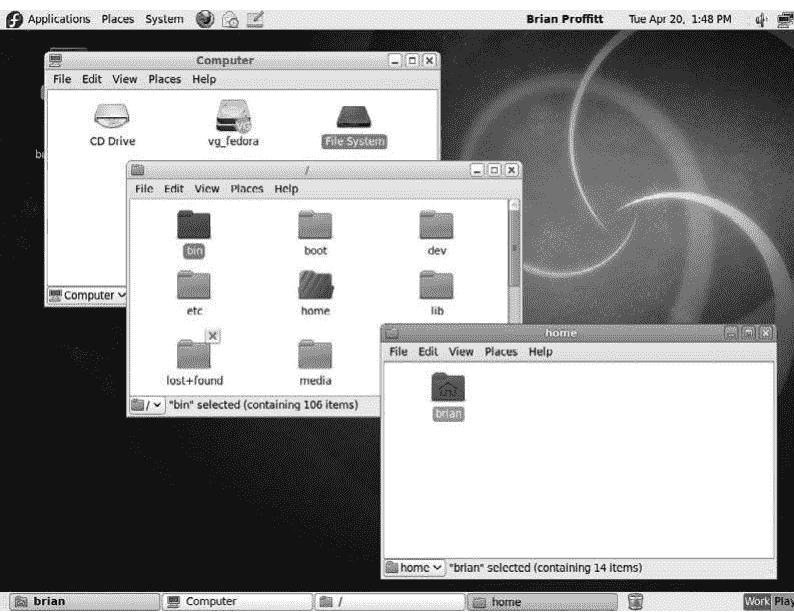 Applications Places System Brian Proffitt Tue Apr 20, 1:48 PM
Computer
File Edit View Places Help
CD Drive vg_fedora File System
/
File Edit View Places Help
bin boot dev
etc home lib
lost+found media
/ "bin" selected (containing 106 items)
Computer
home
File Edit View Places Help
brian
home "brian" selected (containing 14 items)
brian Computer / home Work Play